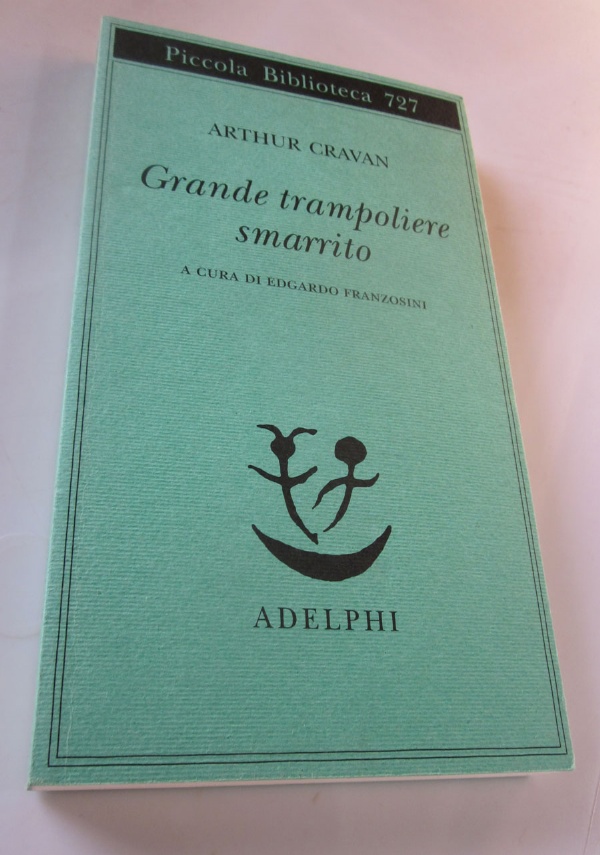 Piccola Biblioteca 727
ARTHUR CRAVAN
Grande trampoliere
smarrito
A CURA DI EDGARDO FRANZOSINI
ADELPHI